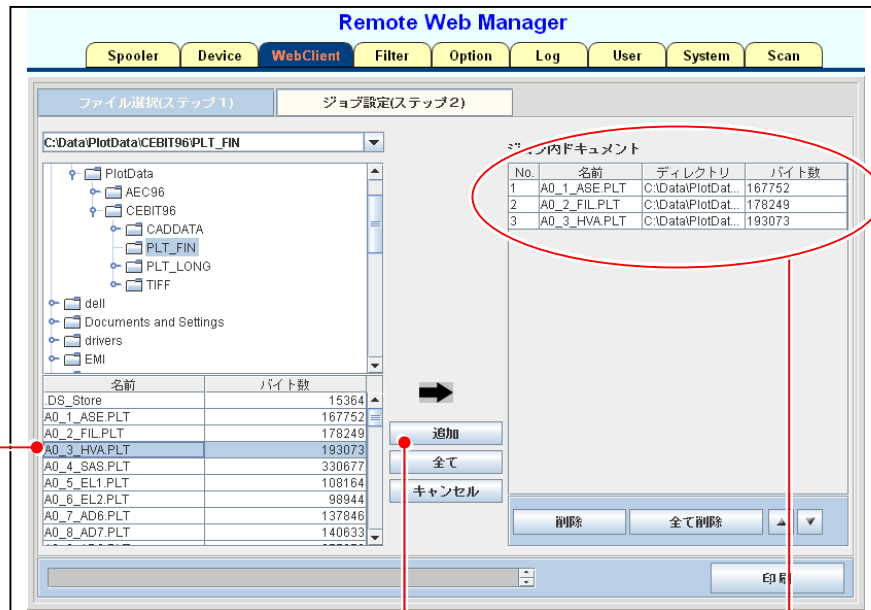 Remote Web Manager
Spooler Device WebClient Filter Option Log User System Scan
ファイル選択(ステップ1) ジョブ設定(ステップ2)
C:\Data\PlotData\CEBIT96\PLT_FIN
PlotData
AEC96
CEBIT96
CADDATA
PLT_FIN
PLT_LONG
TIFF
dell
Documents and Settings
drivers
EMI
名前 バイト数
.DS_Store 15364
A0_1_ASE.PLT 167752
A0_2_FIL.PLT 178249
A0_3_HVA.PLT 193073
A0_4_SAS.PLT 330677
A0_5_EL1.PLT 108164
A0_6_EL2.PLT 98944
A0_7_AD6.PLT 137846
A0_8_AD7.PLT 140633
追加
全て
キャンセル
ジョブ内ドキュメント
No. 名前 ディレクトリ バイト数
1 A0_1_ASE.PLT C:\Data\PlotDat... 167752
2 A0_2_FIL.PLT C:\Data\PlotDat... 178249
3 A0_3_HVA.PLT C:\Data\PlotDat... 193073
削除 全て削除
印刷